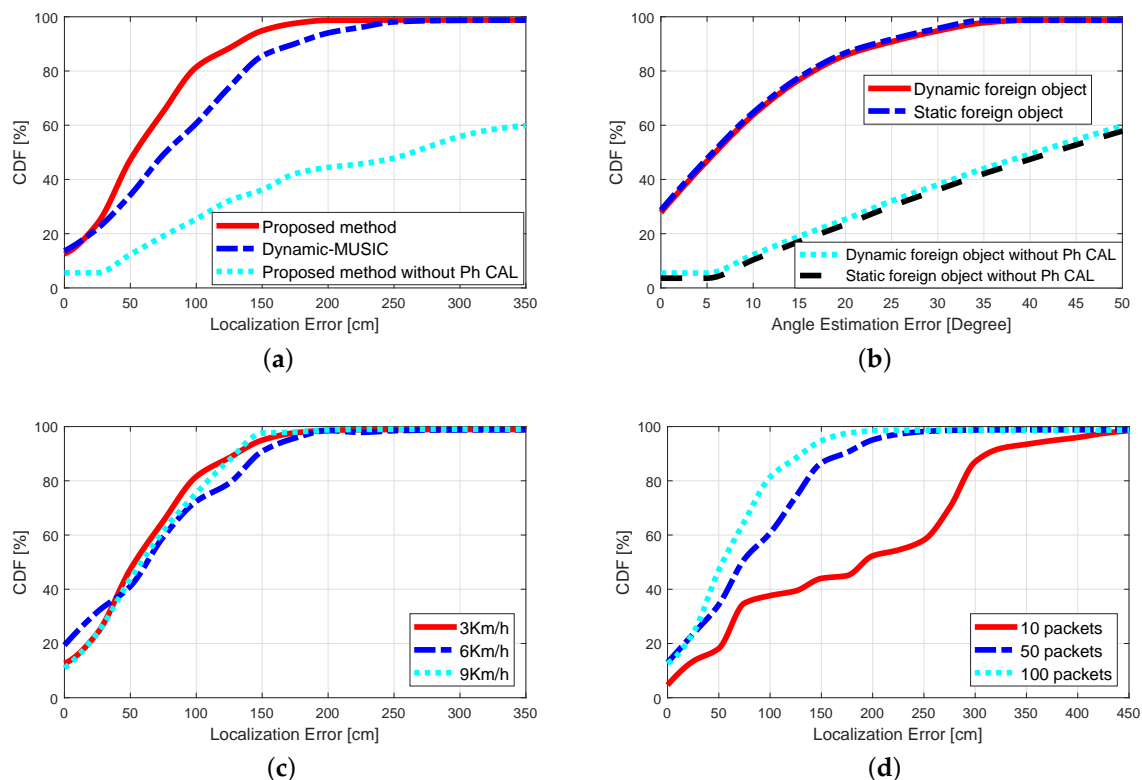 100
80
60
40
20
0
CDF [%]
Proposed method
Dynamic-MUSIC
Proposed method without Ph CAL
0 50 100 150 200 250 300 350
Localization Error [cm]
(a)
100
80
60
40
20
0
CDF [%]
Dynamic foreign object
Static foreign object
Dynamic foreign object without Ph CAL
Static foreign object without Ph CAL
0 5 10 15 20 25 30 35 40 45 50
Angle Estimation Error [Degree]
(b)
100
80
60
40
20
0
CDF [%]
3Km/h
6Km/h
9Km/h
0 50 100 150 200 250 300 350
Localization Error [cm]
(c)
100
80
60
40
20
0
CDF [%]
10 packets
50 packets
100 packets
0 50 100 150 200 250 300 350 400 450
Localization Error [cm]
(d)